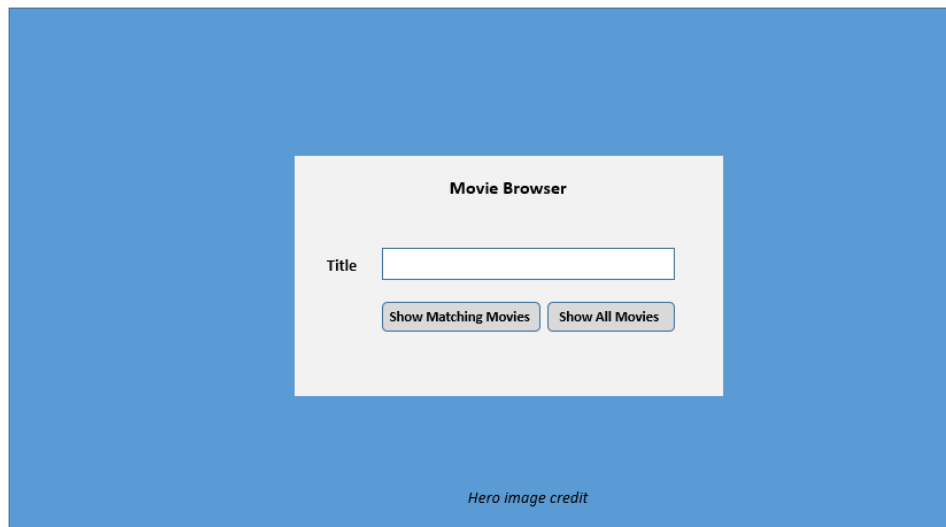 Movie Browser
Title
Show Matching Movies
Show All Movies
Hero image credit